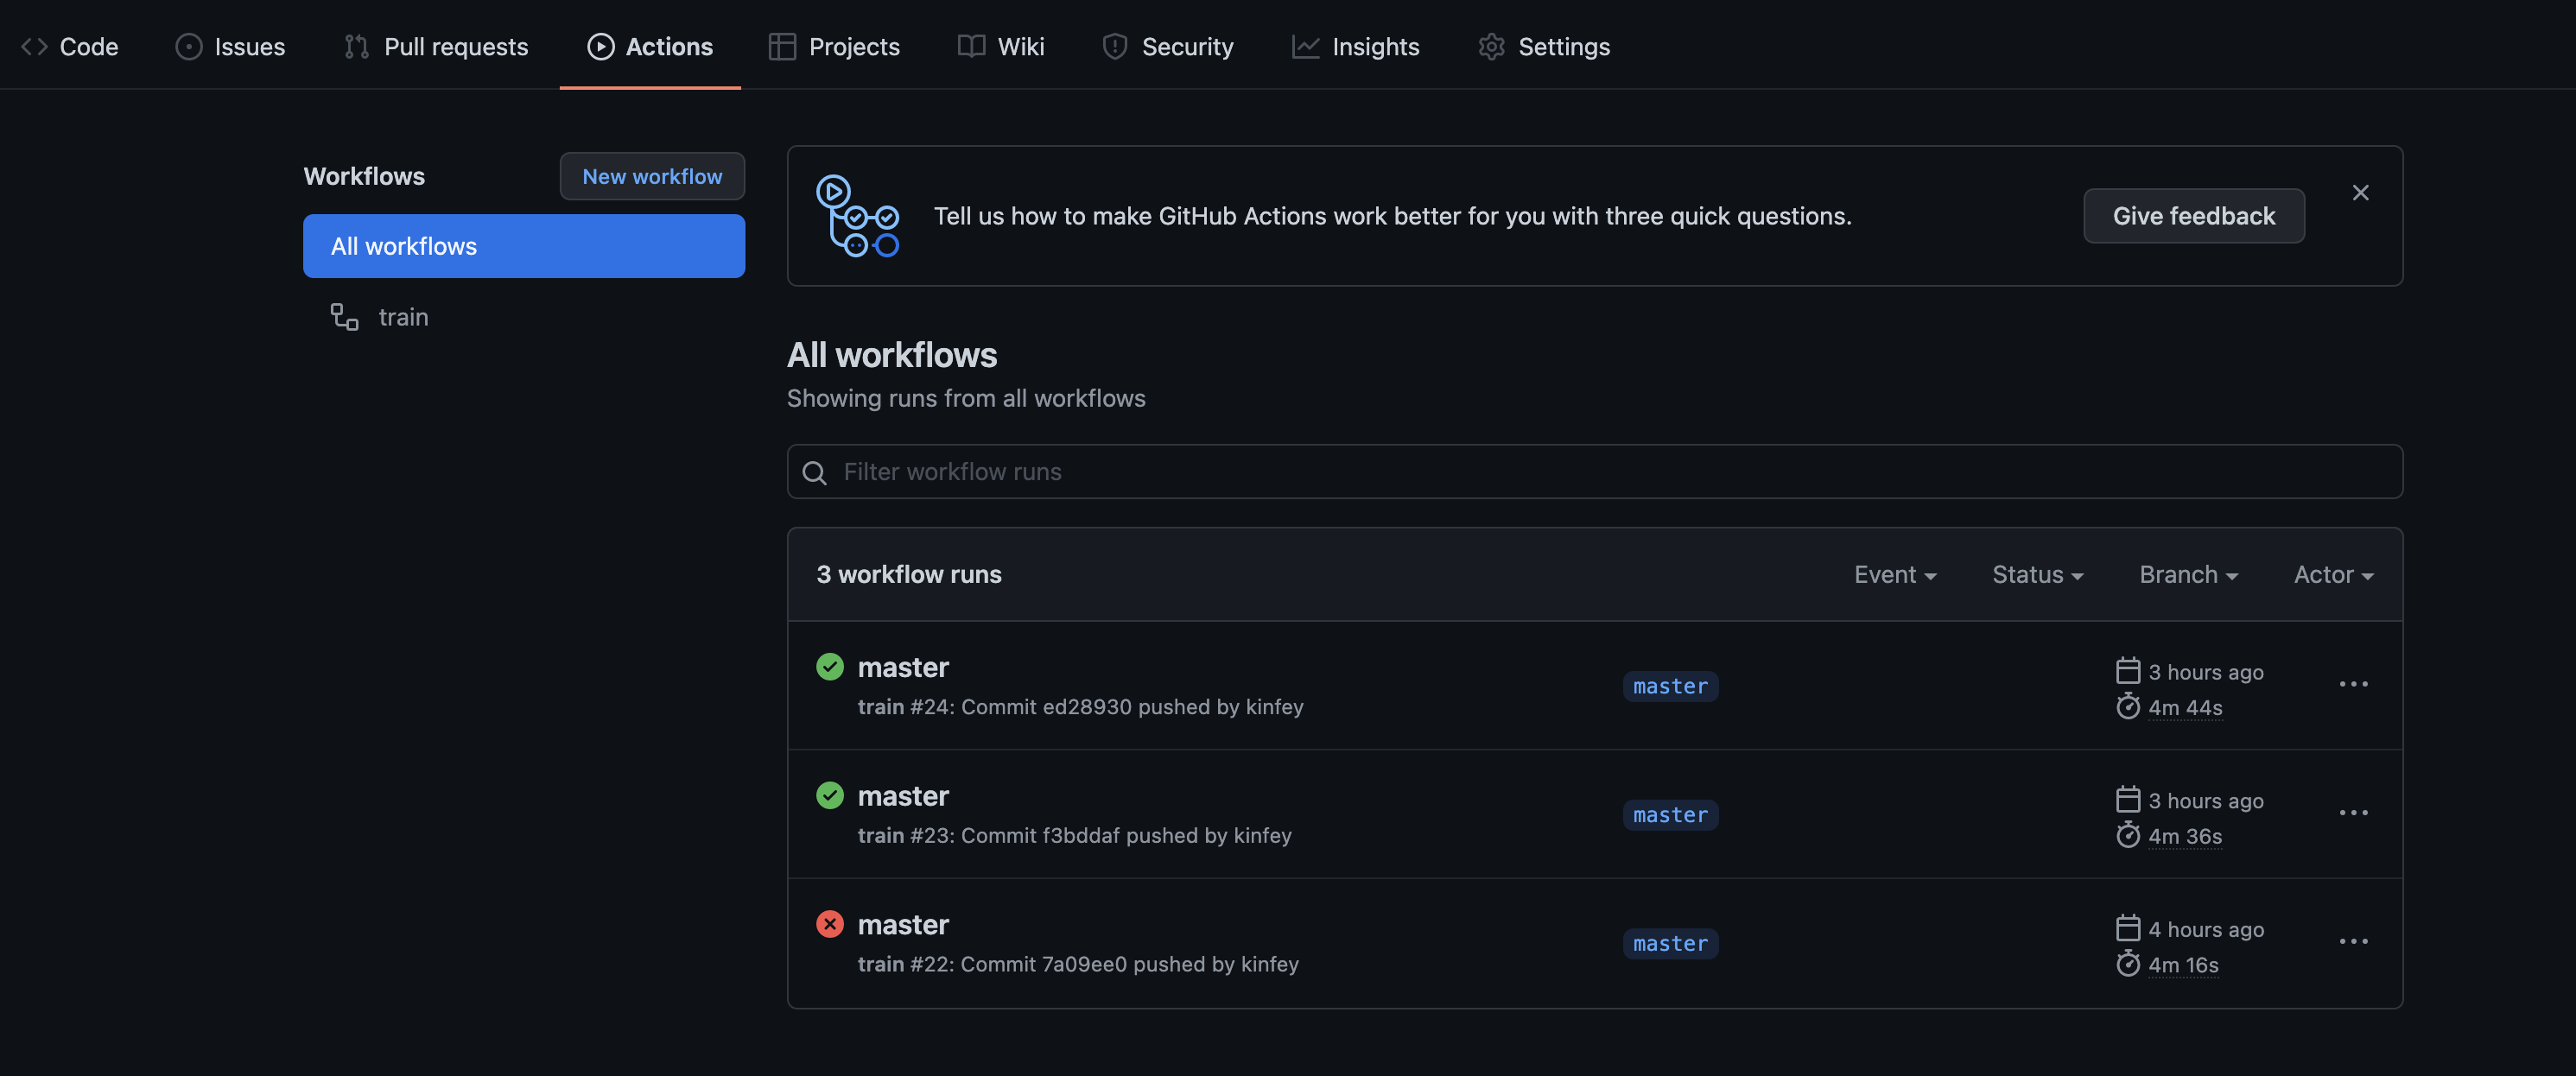 Code Issues Pull requests Actions Projects Wiki Security Insights Settings
Workflows New workflow
All workflows
train
Tell us how to make GitHub Actions work better for you with three quick questions. Give feedback
All workflows
Showing runs from all workflows
Filter workflow runs
3 workflow runs Event Status Branch Actor
master
train #24: Commit ed28930 pushed by kinfey
master
3 hours ago
4m 44s
master
train #23: Commit f3bddaf pushed by kinfey
master
3 hours ago
4m 36s
master
train #22: Commit 7a09ee0 pushed by kinfey
master
4 hours ago
4m 16s